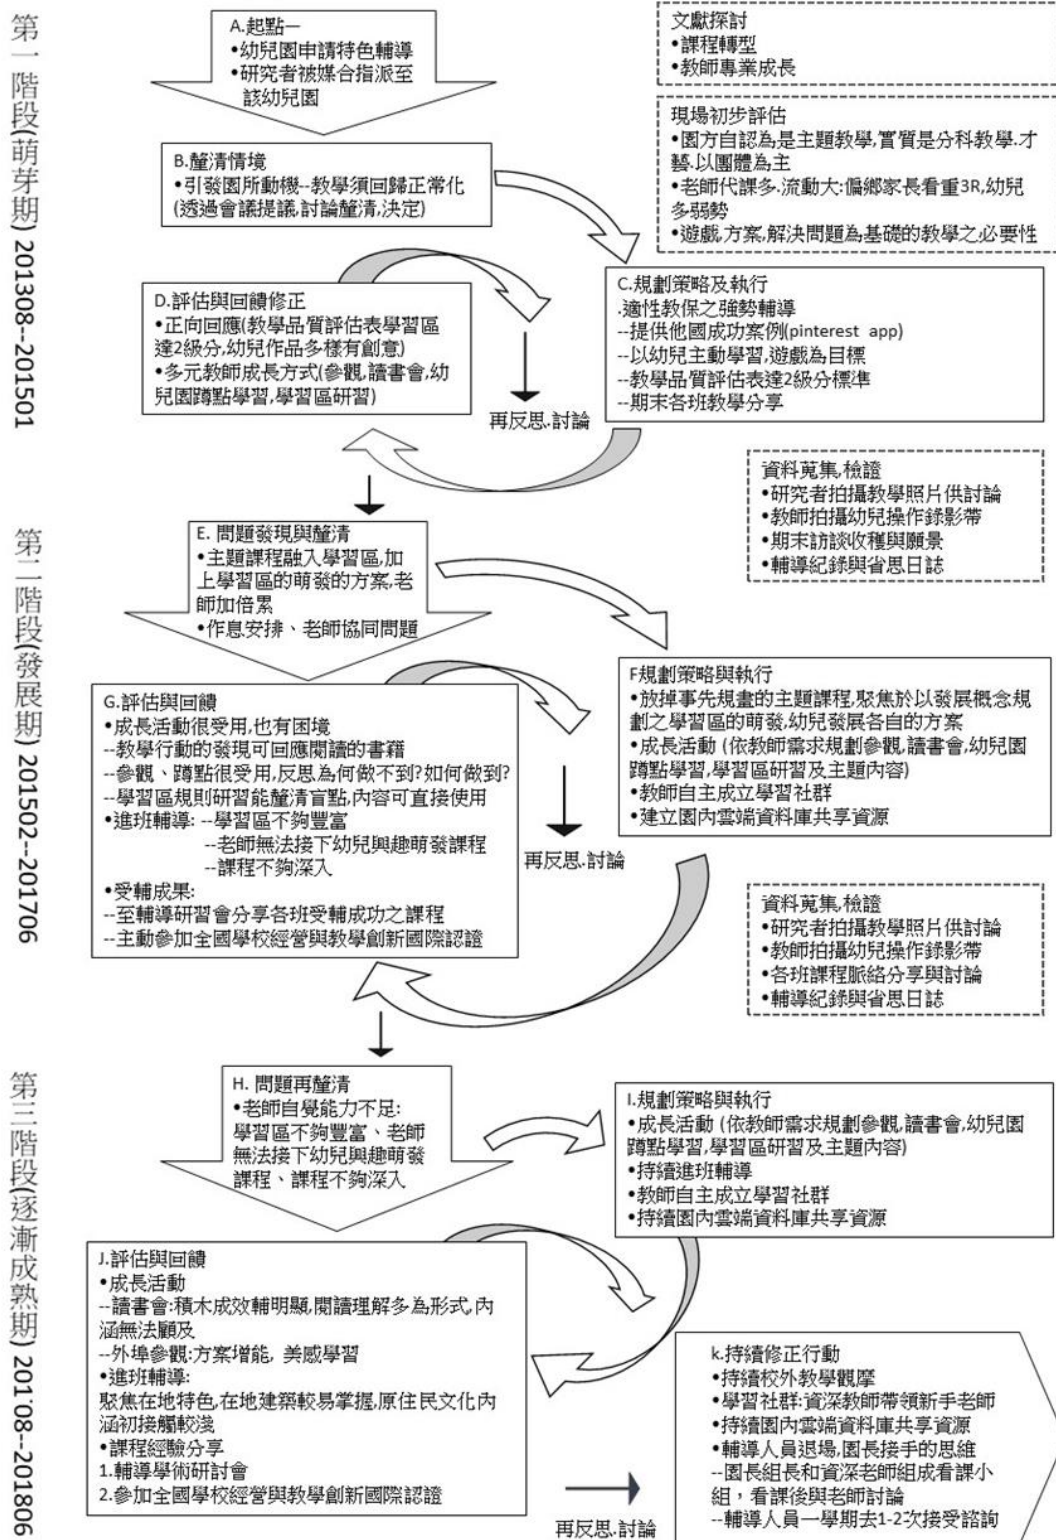 第一階段(萌芽期) 201308--201501
A.起點一
•幼兒園申請特色輔導
•研究者被媒合指派至
該幼兒園
文獻探討
•課程轉型
•教師專業成長
現場初步評估
•園方自認為是主題教學,實質是分科教學.才
藝.以團體為主
•老師代課多.流動大:偏鄉家長看重3R,幼兒
多弱勢
•遊戲,方案,解決問題為基礎的教學之必要性
B.釐清情境
•引發園所動機--教學須回歸正常化
(透過會議提議,討論釐清,決定)
C.規劃策略及執行
.適性教保之強勢輔導
--提供他國成功案例(pinterest app)
--以幼兒主動學習,遊戲為目標
--教學品質評估表達2級分標準
--期末各班教學分享
D.評估與回饋修正
•正向回應(教學品質評估表學習區
達2級分,幼兒作品多樣有創意)
•多元教師成長方式(參觀,讀書會,幼
兒園蹲點學習,學習區研習)
再反思.討論
資料蒐集,檢證
•研究者拍攝教學照片供討論
•教師拍攝幼兒操作錄影帶
•期末訪談收穫與願景
•輔導紀錄與省思日誌
第二階段(發展期) 201502--201706
E. 問題發現與釐清
•主題課程融入學習區,加
上學習區的萌發的方案,老
師加倍累
•作息安排、老師協同問題
F規劃策略與執行
•放掉事先規畫的主題課程,聚焦於以發展概念規
劃之學習區的萌發,幼兒發展各自的方案
•成長活動 (依教師需求規劃參觀,讀書會,幼兒園
蹲點學習,學習區研習及主題內容)
•教師自主成立學習社群
•建立園內雲端資料庫共享資源
G.評估與回饋
•成長活動很受用,也有困境
--教學行動的發現可回應閱讀的書籍
--參觀、蹲點很受用,反思為何做不到?如何做到?
--學習區規則研習能釐清盲點,內容可直接使用
•進班輔導: --學習區不夠豐富
--老師無法接下幼兒興趣萌發課程
--課程不夠深入
•受輔成果:
--至輔導研習會分享各班受輔成功之課程
--主動參加全國學校經營與教學創新國際認證
再反思.討論
資料蒐集,檢證
•研究者拍攝教學照片供討論
•教師拍攝幼兒操作錄影帶
•各班課程脈絡分享與討論
•輔導紀錄與省思日誌
第三階段(逐漸成熟期) 201708--201806
H. 問題再釐清
•老師自覺能力不足:
學習區不夠豐富、老師
無法接下幼兒興趣萌發
課程、課程不夠深入
I.規劃策略與執行
•成長活動 (依教師需求規劃參觀,讀書會,幼兒園
蹲點學習,學習區研習及主題內容)
•持續進班輔導
•教師自主成立學習社群
•持續園內雲端資料庫共享資源
J.評估與回饋
•成長活動
--讀書會:積木成效輔明顯,閱讀理解多為形式,內
涵無法顧及
--外埠參觀:方案增能, 美感學習
•進班輔導:
聚焦在地特色,在地建築較易掌握,原住民文化內
涵初接觸較淺
•課程經驗分享
1.輔導學術研討會
2.參加全國學校經營與教學創新國際認證
再反思.討論
k.持續修正行動
•持續校外教學觀摩
•學習社群:資深教師帶領新手老師
•持續園內雲端資料庫共享資源
•輔導人員退場,園長接手的思維
--園長組長和資深老師組成看課小
組，看課後與老師討論
--輔導人員一學期去1-2次接受諮詢